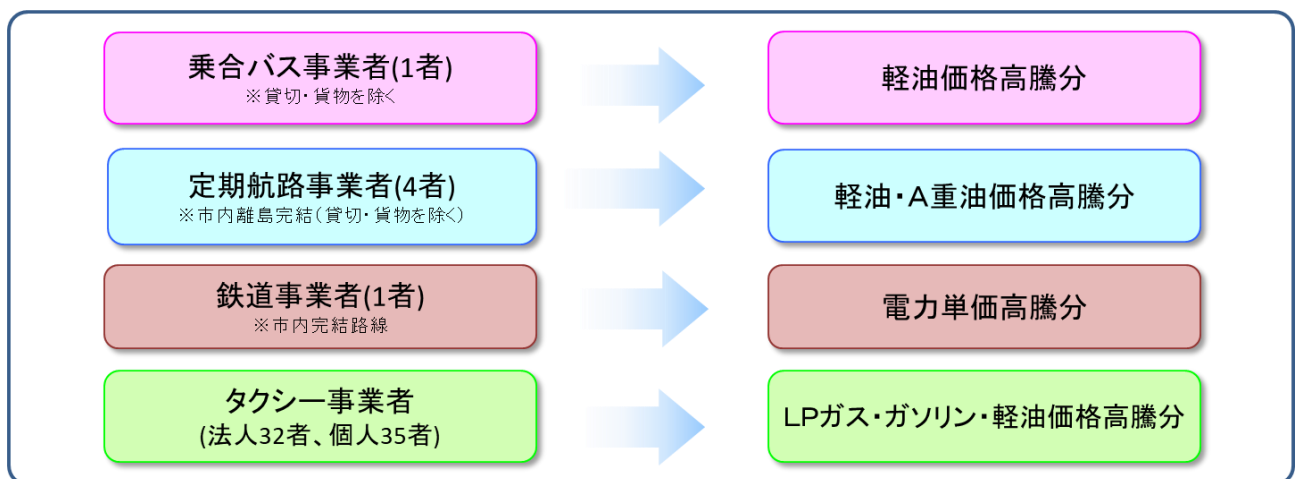 乗合バス事業者(1者)
※貸切・貨物を除く
軽油価格高騰分
定期航路事業者(4者)
※市内離島完結(貸切・貨物を除く)
軽油・A重油価格高騰分
鉄道事業者(1者)
※市内完結路線
電力単価高騰分
タクシー事業者
(法人32者、個人35者)
LPガス・ガソリン・軽油価格高騰分